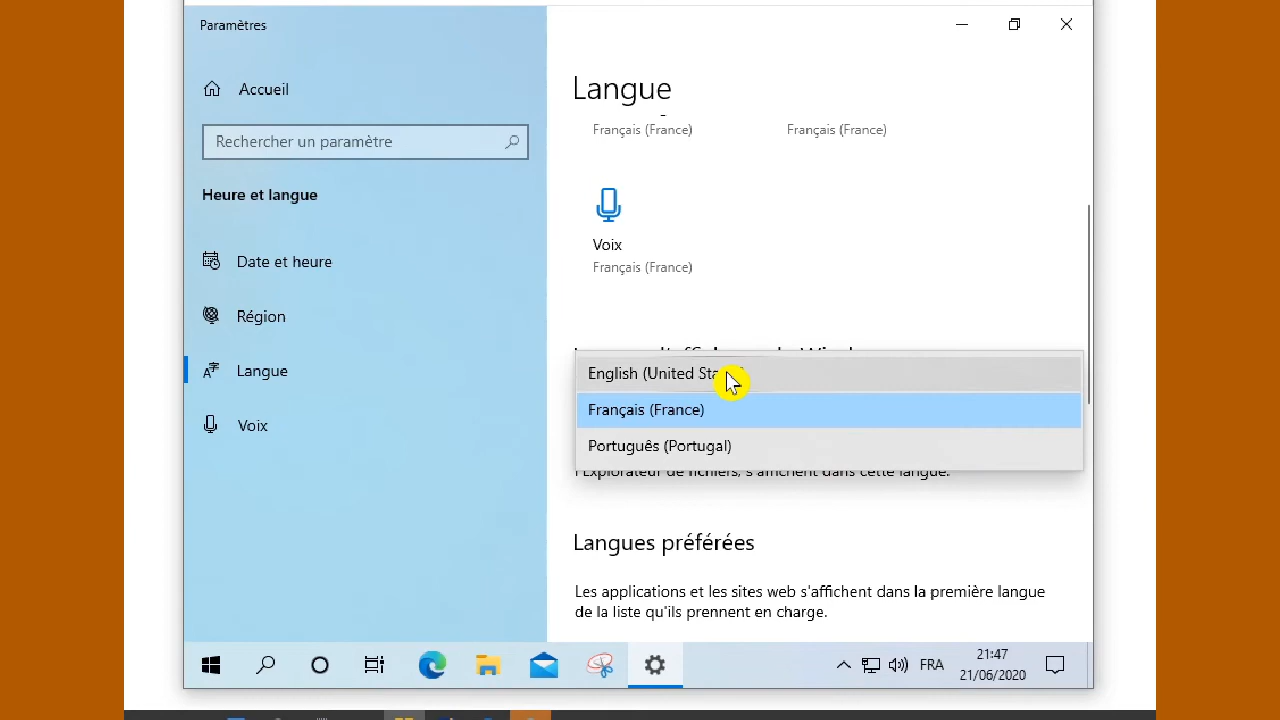 Paramètres
Accueil
Rechercher un paramètre
Heure et langue
Date et heure
Région
Langue
Voix
Langue
Français (France)
Français (France)
Voix
Français (France)
English (United
Français (France)
Português (Portugal)
l'Explorateur de fichiers, s'affichent dans cette langue.
Langues préférées
Les applications et les sites web s'affichent dans la première langue
de la liste qu'ils prennent en charge.
FRA
21:47
21/06/2020